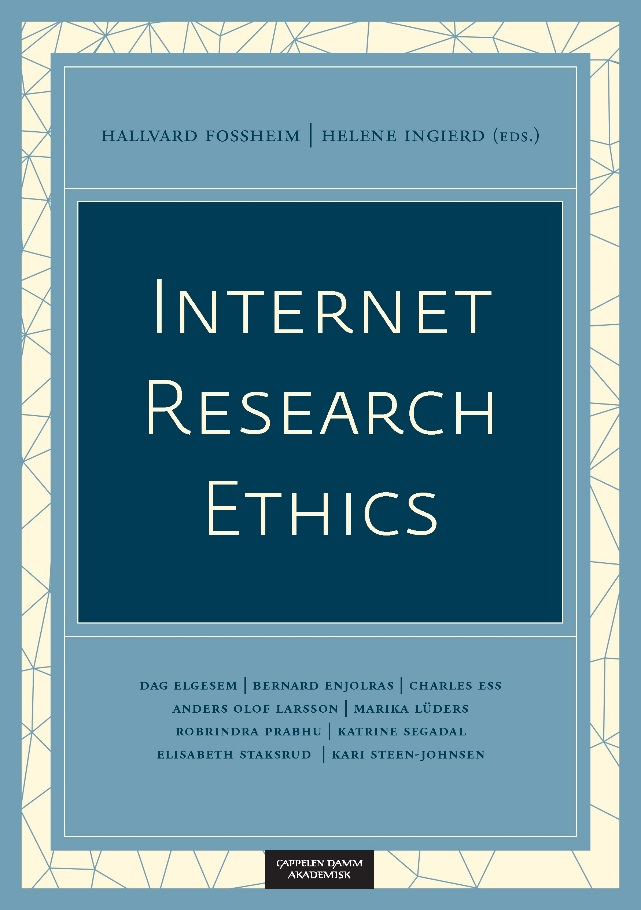 HALLVARD FOSSHEIM | HELENE INGIERD (EDS.)
INTERNET
RESEARCH
ETHICS
DAG ELGESEM | BERNARD ENJOLRAS | CHARLES ESS
ANDERS OLOF LARSSON | MARIKA LÜDERS
ROBRINDRA PRABHU | KATRINE SEGADAL
ELISABETH STAKSRUD | KARI STEEN-JOHNSEN
CAPPELEN DAMM
AKADEMISK